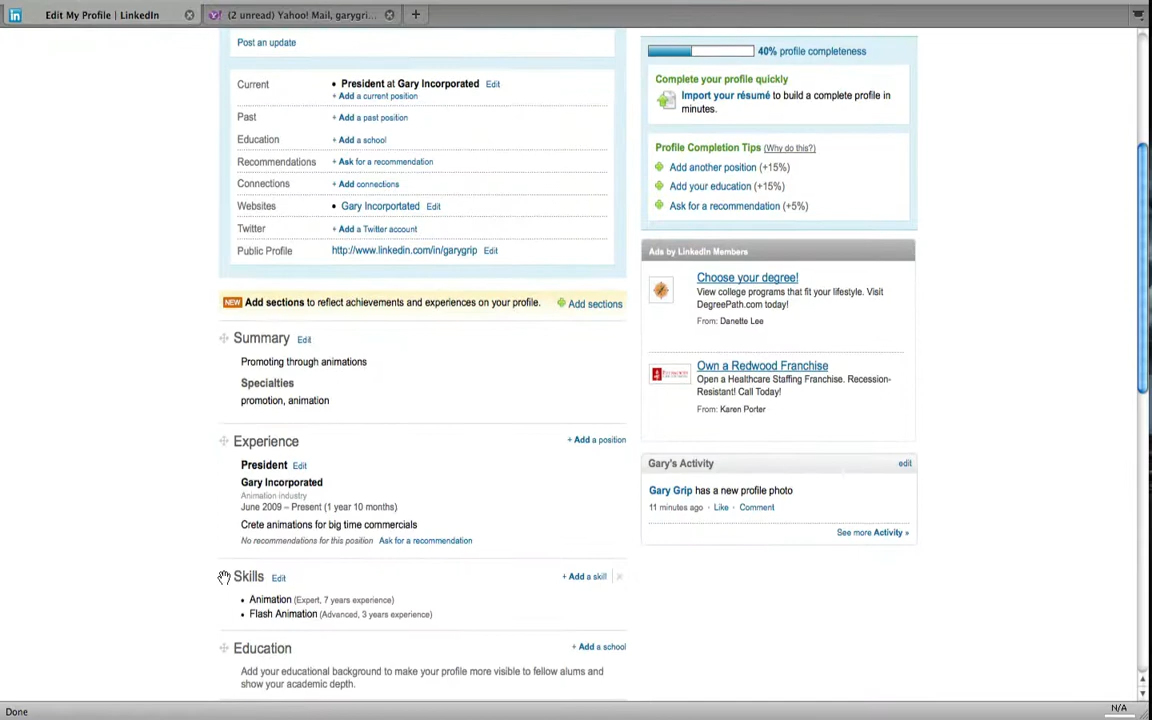 in Edit My Profile | LinkedIn
Y! (2 unread) Yahoo! Mail, garygri...
+
Post an update
Current • President at Gary Incorporated Edit
+ Add a current position
Past + Add a past position
Education + Add a school
Recommendations + Ask for a recommendation
Connections + Add connections
Websites • Gary Incorportated Edit
Twitter + Add a Twitter account
Public Profile http://www.linkedin.com/in/garygrip Edit
NEW Add sections to reflect achievements and experiences on your profile. Add sections
Summary Edit
Promoting through animations
Specialties
promotion, animation
Experience + Add a position
President Edit
Gary Incorporated
Animation industry
June 2009 – Present (1 year 10 months)
Crete animations for big time commercials
No recommendations for this position Ask for a recommendation
Skills Edit + Add a skill
• Animation (Expert, 7 years experience)
• Flash Animation (Advanced, 3 years experience)
Education + Add a school
Add your educational background to make your profile more visible to fellow alums and
show your academic depth.
40% profile completeness
Complete your profile quickly
Import your résumé to build a complete profile in
minutes.
Profile Completion Tips (Why do this?)
Add another position (+15%)
Add your education (+15%)
Ask for a recommendation (+5%)
Ads by LinkedIn Members
Choose your degree!
View college programs that fit your lifestyle. Visit
DegreePath.com today!
From: Danette Lee
Own a Redwood Franchise
Open a Healthcare Staffing Franchise. Recession-
Resistant! Call Today!
From: Karen Porter
Gary's Activity edit
Gary Grip has a new profile photo
11 minutes ago · Like · Comment
See more Activity »
Done
N/A